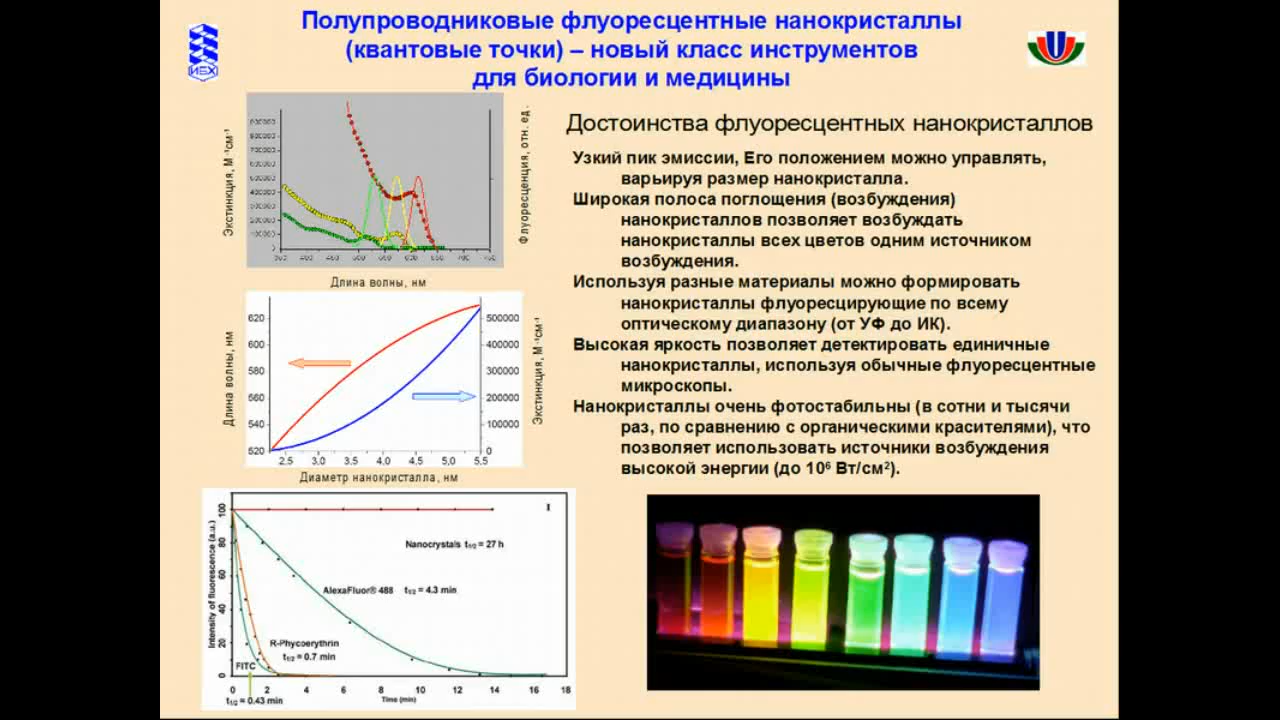 Полупроводниковые флуоресцентные нанокристаллы
(квантовые точки) – новый класс инструментов
для биологии и медицины
ИБХ
Экстинкция, М⁻¹см⁻¹
Флуоресценция, отн. ед.
Длина волны, нм
Длина волны, нм
620
600
580
560
540
520
500000
400000
300000
200000
100000
0
Экстинкция, М⁻¹см⁻¹
2,5 3,0 3,5 4,0 4,5 5,0 5,5
Диаметр нанокристалла, нм
Intensity of fluorescence (a.u.)
100
80
60
40
20
0
I
Nanocrystals t1/2 = 27 h
AlexaFluor® 488 t1/2 = 4.3 min
R-Phycoerythrin
t1/2 = 0.7 min
FITC
0 2 4 6 8 10 12 14 16 18
t1/2 = 0.43 min
Time (min)
Достоинства флуоресцентных нанокристаллов
Узкий пик эмиссии, Его положением можно управлять,
варьируя размер нанокристалла.
Широкая полоса поглощения (возбуждения)
нанокристаллов позволяет возбуждать
нанокристаллы всех цветов одним источником
возбуждения.
Используя разные материалы можно формировать
нанокристаллы флуоресцирующие по всему
оптическому диапазону (от УФ до ИК).
Высокая яркость позволяет детектировать единичные
нанокристаллы, используя обычные флуоресцентные
микроскопы.
Нанокристаллы очень фотостабильны (в сотни и тысячи
раз, по сравнению с органическими красителями), что
позволяет использовать источники возбуждения
высокой энергии (до 10⁶ Вт/см²).